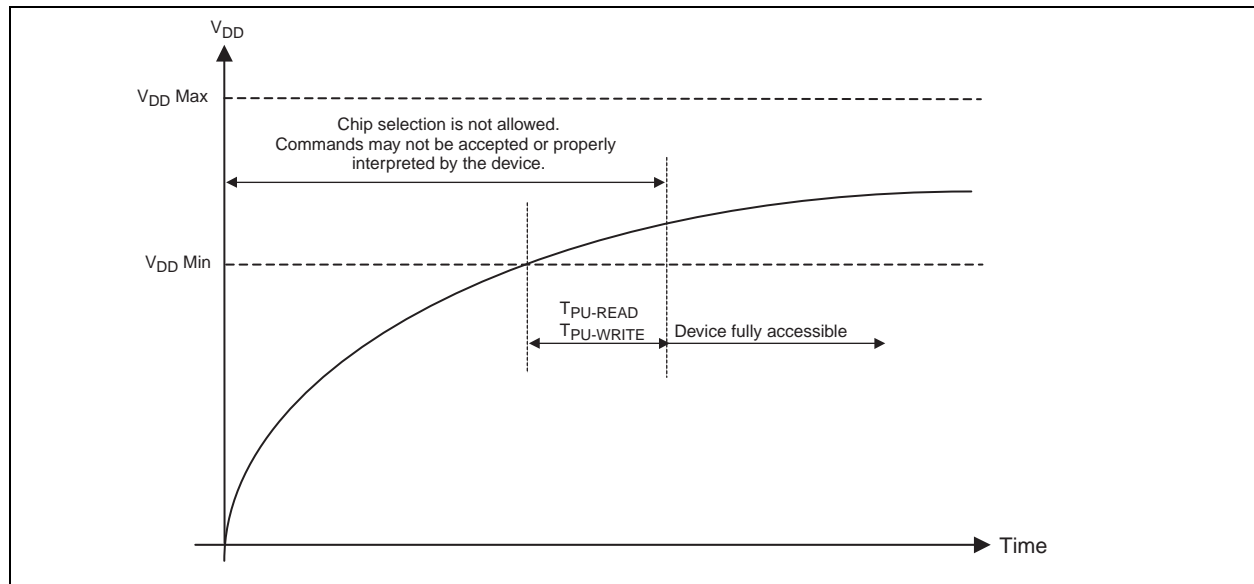 VDD
VDD Max
Chip selection is not allowed.
Commands may not be accepted or properly
interpreted by the device.
VDD Min
TPU-READ
TPU-WRITE
Device fully accessible
Time